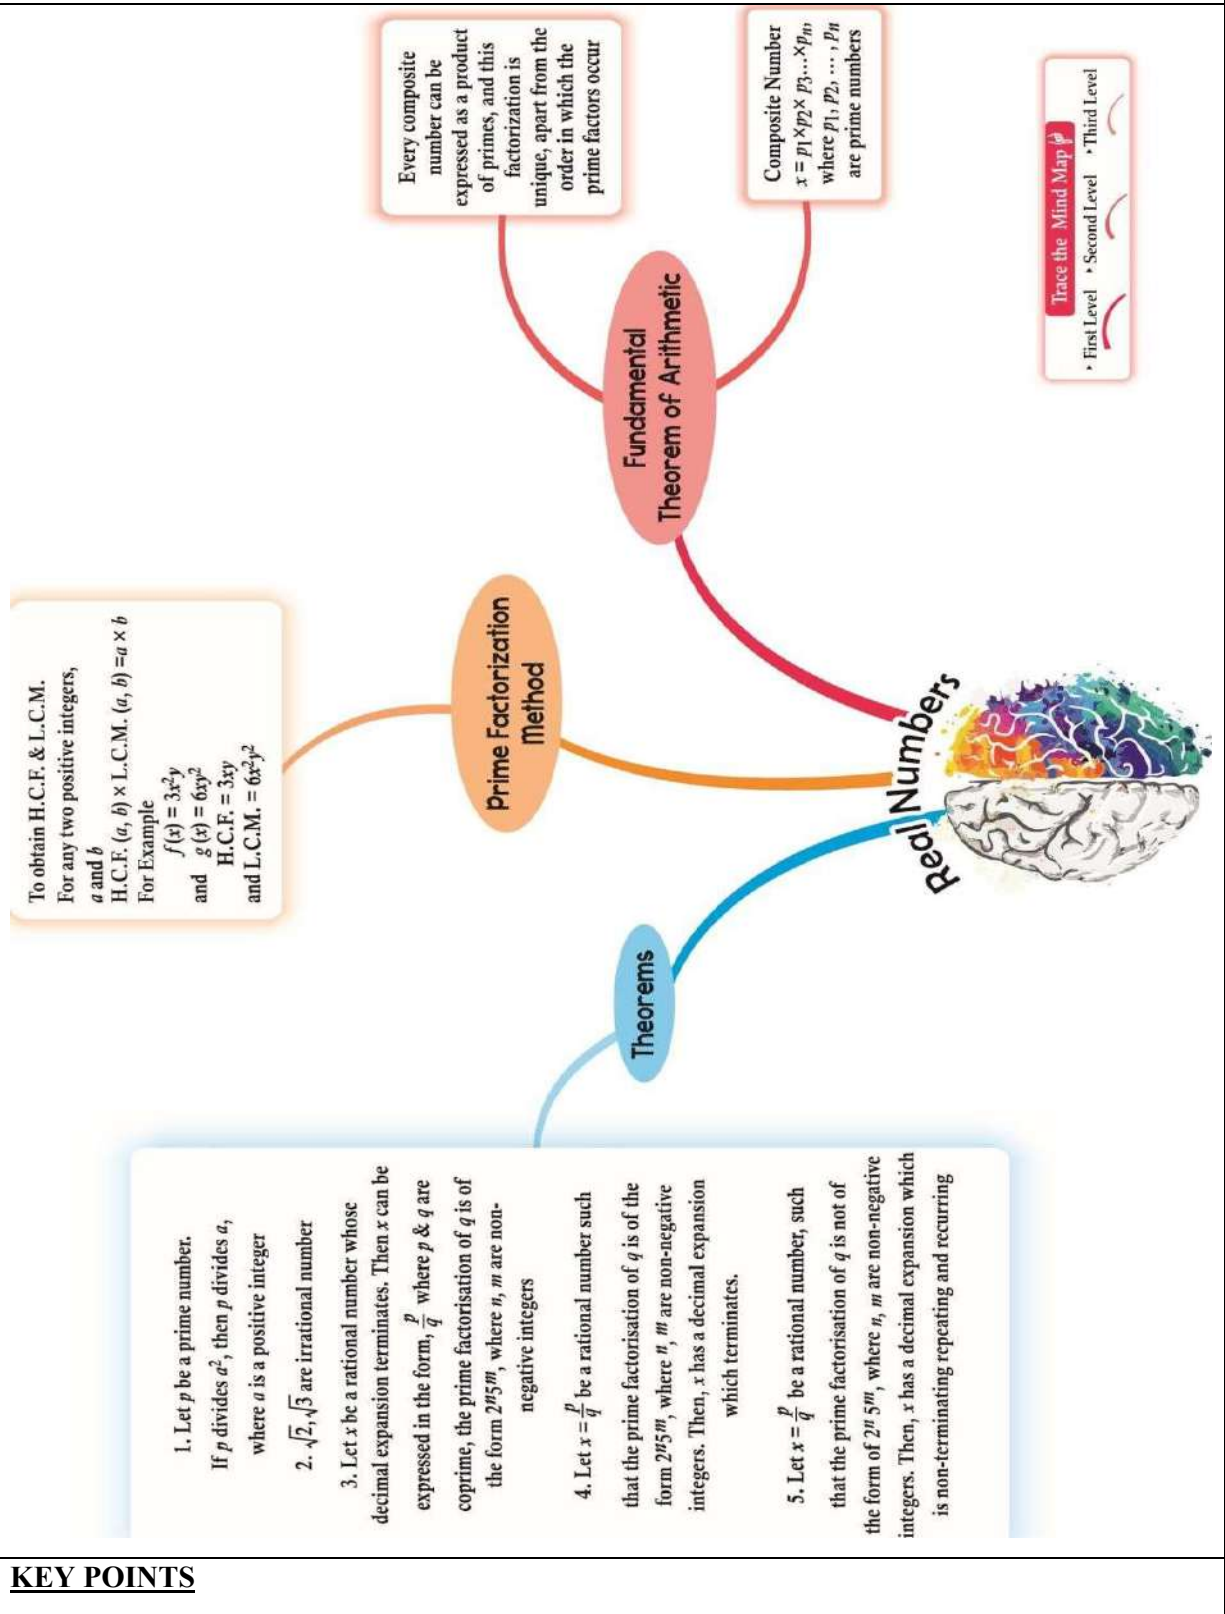 Every composite
number can be
expressed as a product
of primes, and this
factorization is
unique, apart from the
order in which the
prime factors occur
Composite Number
x = p1×p2× p3...×pn,
where p1, p2, ... , pn
are prime numbers
Trace the Mind Map
‣ First Level ‣ Second Level ‣ Third Level
Fundamental
Theorem of Arithmetic
To obtain H.C.F. & L.C.M.
For any two positive integers,
a and b
H.C.F. (a, b) × L.C.M. (a, b) = a × b
For Example
f (x) = 3x²y
and g (x) = 6xy²
H.C.F. = 3xy
and L.C.M. = 6x²y²
Prime Factorization
Method
Real Numbers
Theorems
1. Let p be a prime number.
If p divides a², then p divides a,
where a is a positive integer
2. √2, √3 are irrational number
3. Let x be a rational number whose
decimal expansion terminates. Then x can be
expressed in the form, p/q where p & q are
coprime, the prime factorisation of q is of
the form 2ⁿ5ᵐ, where n, m are non-
negative integers
4. Let x = p/q be a rational number such
that the prime factorisation of q is of the
form 2ⁿ5ᵐ, where n, m are non-negative
integers. Then, x has a decimal expansion
which terminates.
5. Let x = p/q be a rational number, such
that the prime factorisation of q is not of
the form of 2ⁿ 5ᵐ, where n, m are non-negative
integers. Then, x has a decimal expansion which
is non-terminating repeating and recurring
KEY POINTS